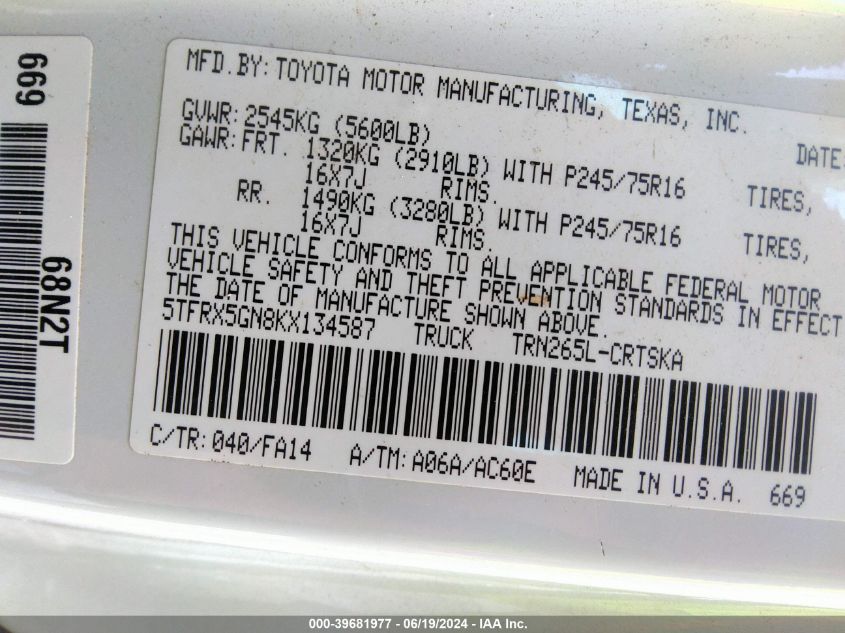 669
68N2T
MFD.BY: TOYOTA MOTOR MANUFACTURING, TEXAS, INC.
GVWR: 2545KG (5600LB) DATE:
GAWR: FRT. 1320KG (2910LB) WITH P245/75R16 TIRES,
16X7J RIMS.
RR. 1490KG (3280LB) WITH P245/75R16 TIRES,
16X7J RIMS.
THIS VEHICLE CONFORMS TO ALL APPLICABLE FEDERAL MOTOR
VEHICLE SAFETY AND THEFT PREVENTION STANDARDS IN EFFECT
THE DATE OF MANUFACTURE SHOWN ABOVE.
5TFRX5GN8KX134587 TRUCK TRN265L-CRTSKA
C/TR: 040/FA14 A/TM: A06A/AC60E MADE IN U.S.A. 669
000-39681977 - 06/19/2024 - IAA Inc.